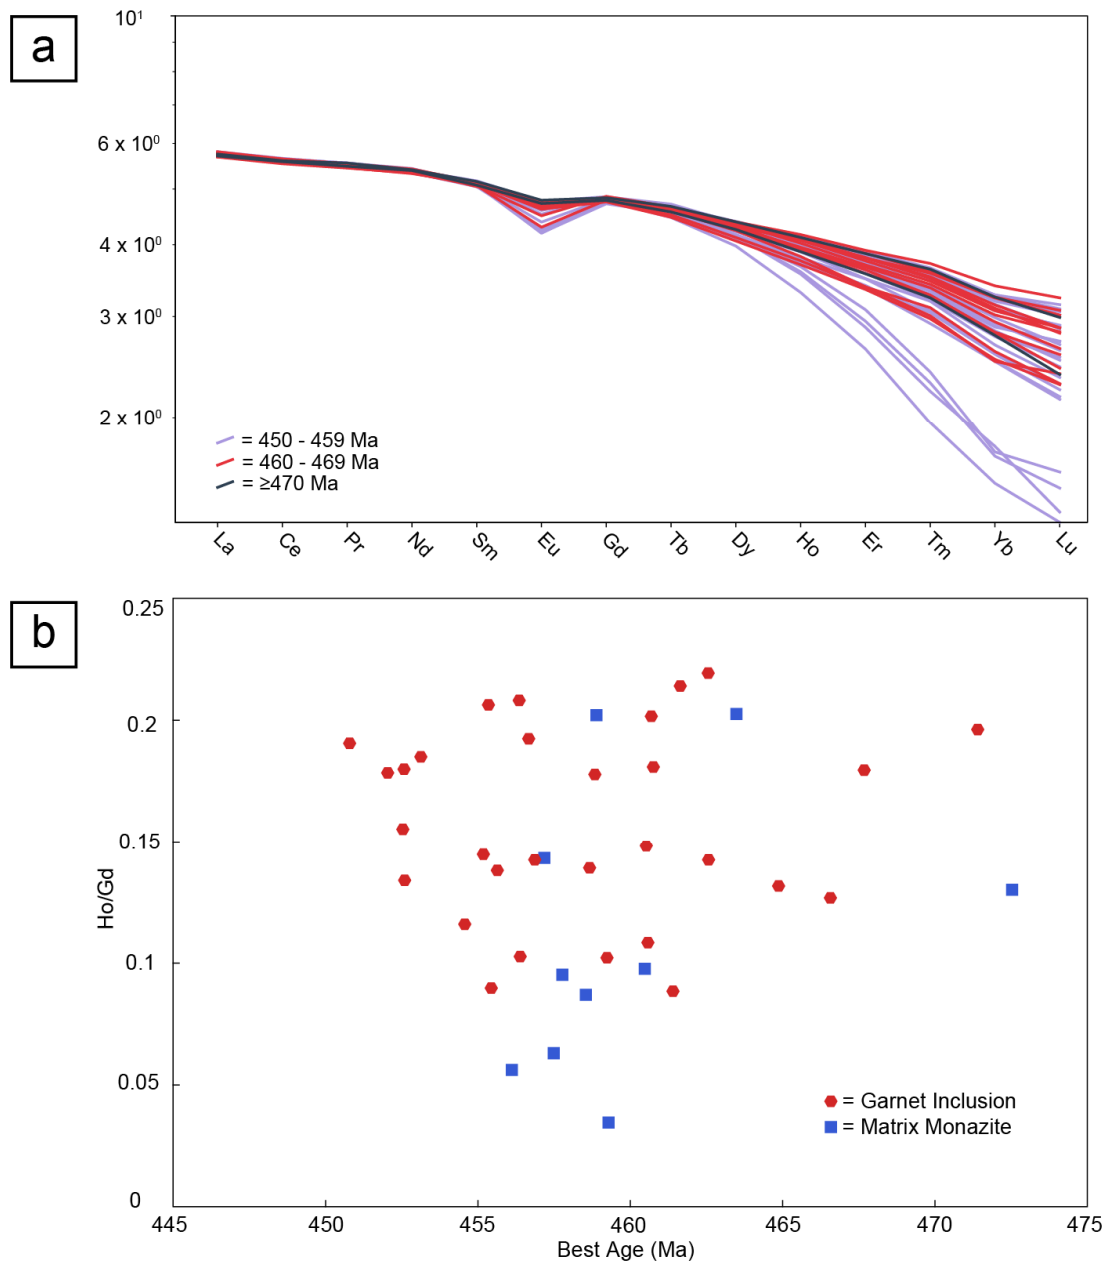 a
10¹
6 x 10⁰
4 x 10⁰
3 x 10⁰
2 x 10⁰
= 450 - 459 Ma
= 460 - 469 Ma
= ≥470 Ma
La Ce Pr Nd Sm Eu Gd Tb Dy Ho Er Tm Yb Lu
b
0.25
0.2
0.15
0.1
0.05
0
Ho/Gd
= Garnet Inclusion
= Matrix Monazite
445 450 455 460 465 470 475
Best Age (Ma)